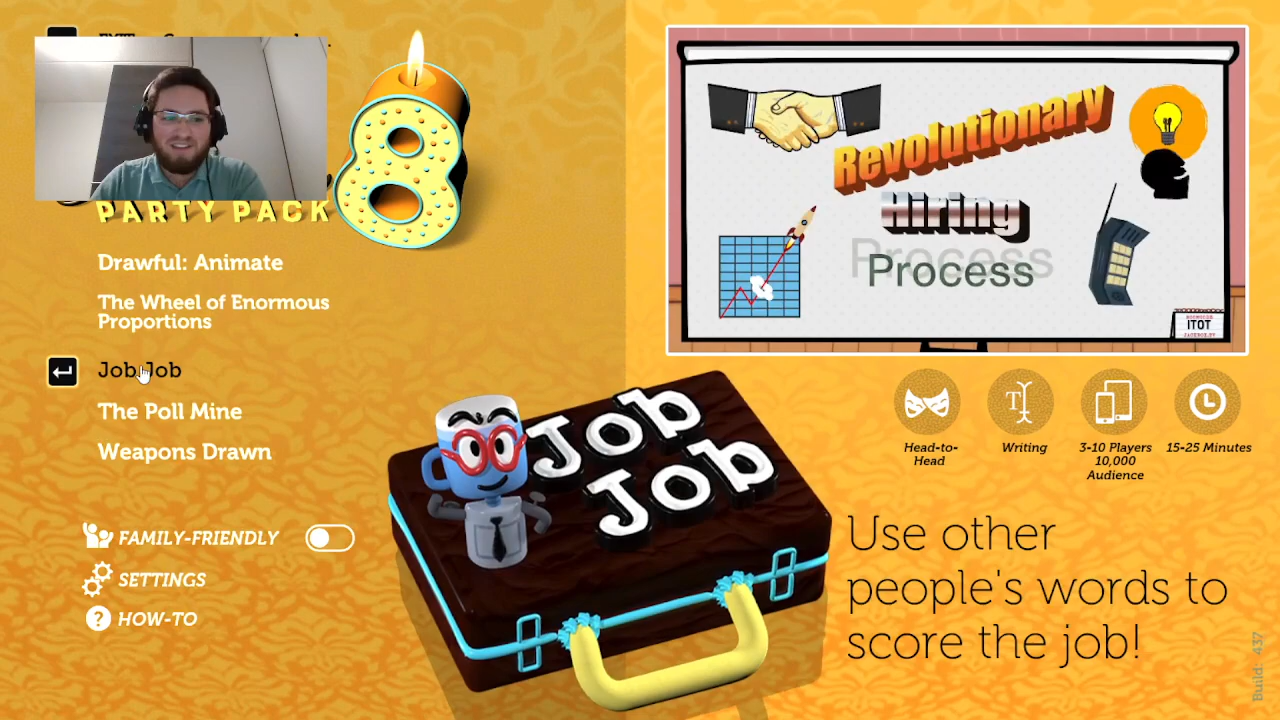 PARTY PACK
8
Drawful: Animate
The Wheel of Enormous
Proportions
Job Job
The Poll Mine
Weapons Drawn
FAMILY-FRIENDLY
SETTINGS
? HOW-TO
Revolutionary
Hiring
Process
ITOT
Job
Job
Head-to-
Head
Writing
3-10 Players
10,000
Audience
15-25 Minutes
Use other
people's words to
score the job!
Build: 437